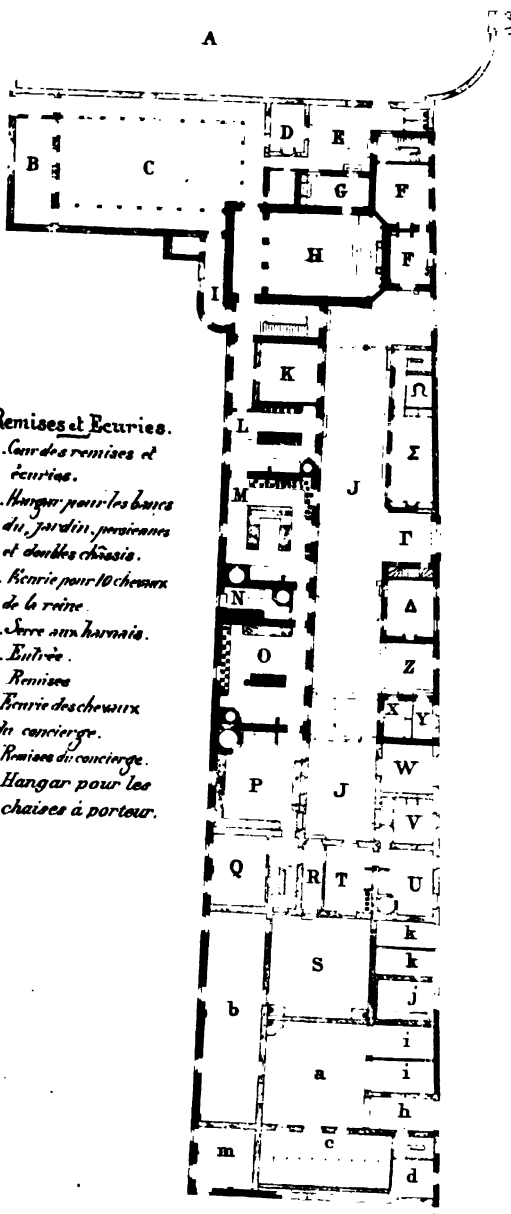 A
B
C
D
E
F
G
F
H
I
K
Ω
L
Σ
J
M
Γ
N
Δ
O
Z
X
Y
W
P
J
V
Q
R
T
U
k
k
S
j
b
i
a
i
h
c
m
d
Remises et Ecuries.
. Cour des remises et
écuries.
. Hangar pour les bancs
du jardin. persiennes
et doubles châssis.
. Ecurie pour 10 chevaux
de la reine.
. Serre aux harnais.
. Entrée.
Remises
Ecurie des chevaux
du concierge.
Remises du concierge.
Hangar pour les
chaises à porteur.